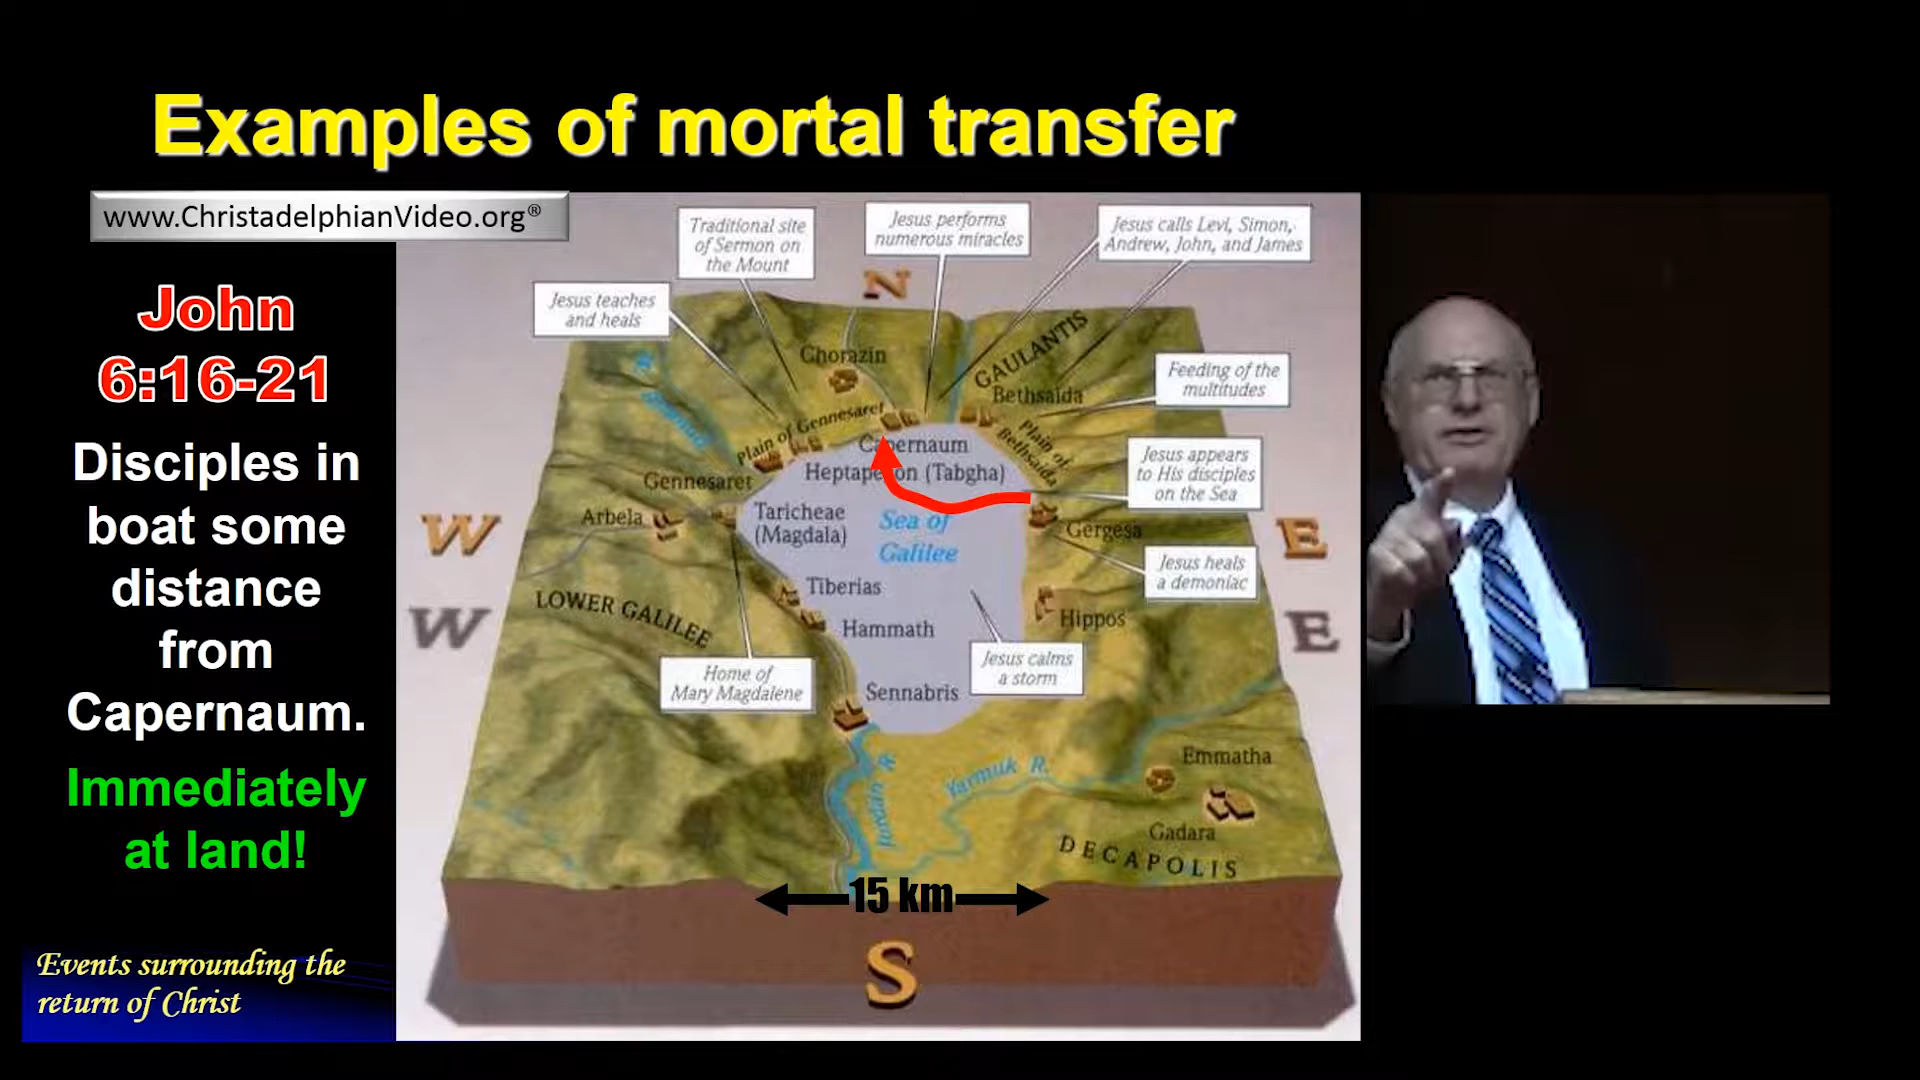 Examples of mortal transfer
www.ChristadelphianVideo.org®
John
6:16-21
Disciples in
boat some
distance
from
Capernaum.
Immediately
at land!
Events surrounding the
return of Christ
Traditional site
of Sermon on
the Mount
Jesus performs
numerous miracles
Jesus calls Levi, Simon,
Andrew, John, and James
Jesus teaches
and heals
N
Chorazin
GAULANTIS
Bethsaida
Feeding of the
multitudes
Plain of Gennesaret
Capernaum
Plain of
Bethsaida
Heptapegon (Tabgha)
Jesus appears
to His disciples
on the Sea
Gennesaret
Arbela
Taricheae
(Magdala)
Sea of
Galilee
Gergesa
W
E
Jesus heals
a demoniac
Tiberias
LOWER GALILEE
Hammath
Hippos
W
E
Jesus calms
a storm
Home of
Mary Magdalene
Sennabris
Jordan R.
Yarmuk R.
Emmatha
Gadara
DECAPOLIS
15 km
S